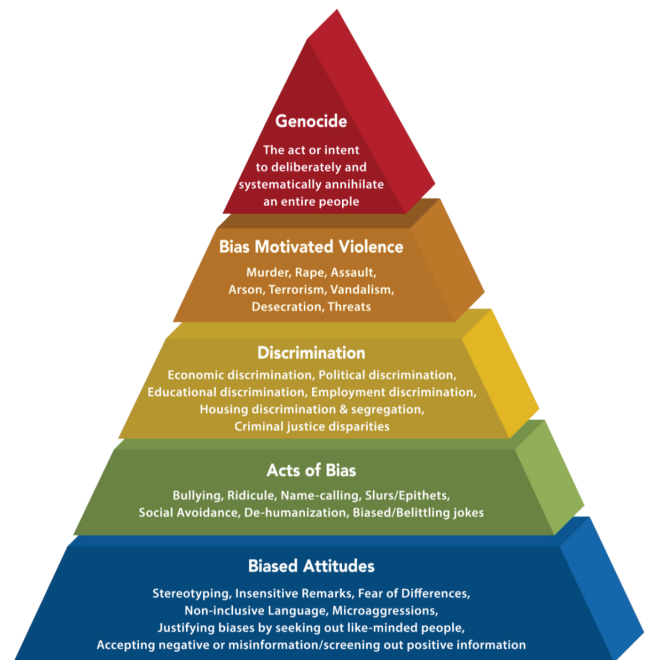 Genocide
The act or intent
to deliberately and
systematically annihilate
an entire people
Bias Motivated Violence
Murder, Rape, Assault,
Arson, Terrorism, Vandalism,
Desecration, Threats
Discrimination
Economic discrimination, Political discrimination,
Educational discrimination, Employment discrimination,
Housing discrimination & segregation,
Criminal justice disparities
Acts of Bias
Bullying, Ridicule, Name-calling, Slurs/Epithets,
Social Avoidance, De-humanization, Biased/Belittling jokes
Biased Attitudes
Stereotyping, Insensitive Remarks, Fear of Differences,
Non-inclusive Language, Microaggressions,
Justifying biases by seeking out like-minded people,
Accepting negative or misinformation/screening out positive information